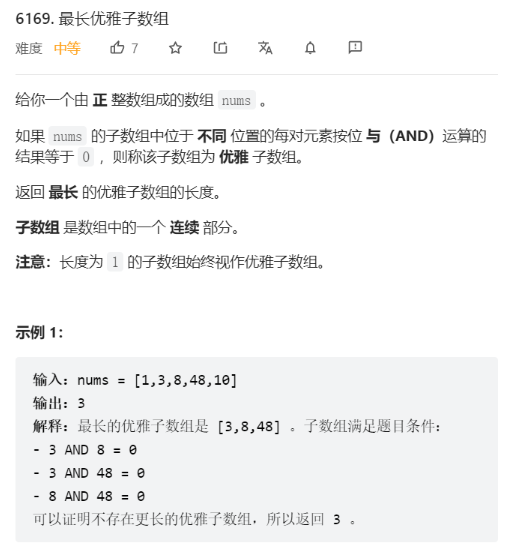 6169. 最长优雅子数组
难度 中等 7
给你一个由 正 整数组成的数组 nums 。
如果 nums 的子数组中位于 不同 位置的每对元素按位 与（AND）运算的
结果等于 0 ，则称该子数组为 优雅 子数组。
返回 最长 的优雅子数组的长度。
子数组 是数组中的一个 连续 部分。
注意：长度为 1 的子数组始终视作优雅子数组。
示例 1：
输入：nums = [1,3,8,48,10]
输出：3
解释：最长的优雅子数组是 [3,8,48] 。子数组满足题目条件：
- 3 AND 8 = 0
- 3 AND 48 = 0
- 8 AND 48 = 0
可以证明不存在更长的优雅子数组，所以返回 3 。